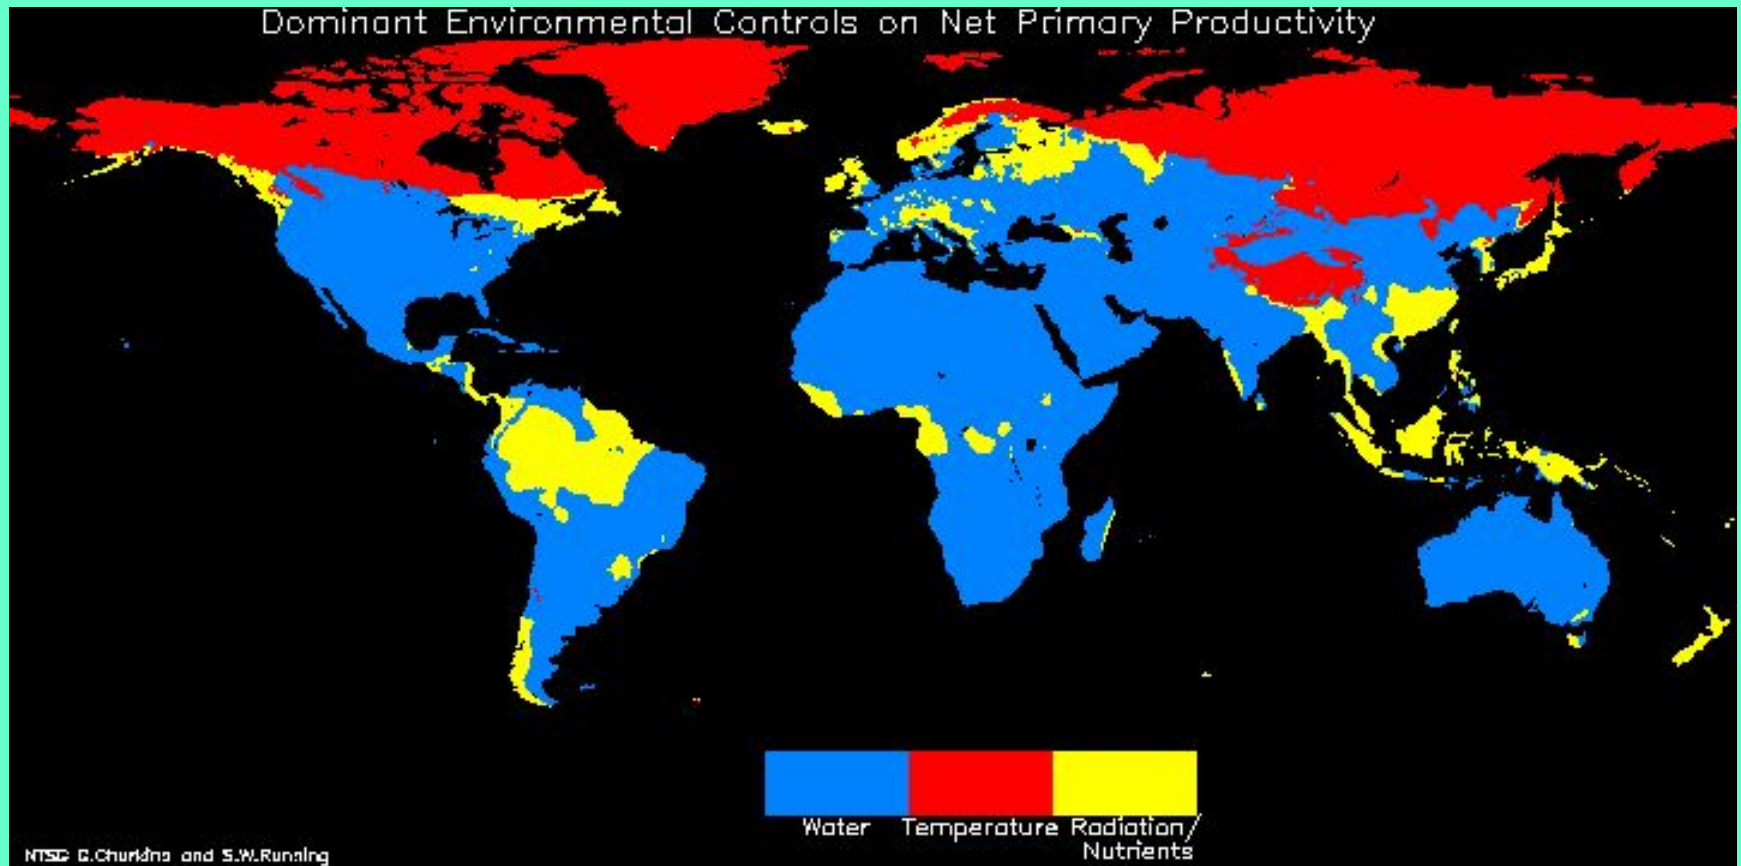 Dominant Environmental Controls on Net Primary Productivity
Water
Temperature
Radiation/
Nutrients
NTSG G.Churkina and S.W.Running